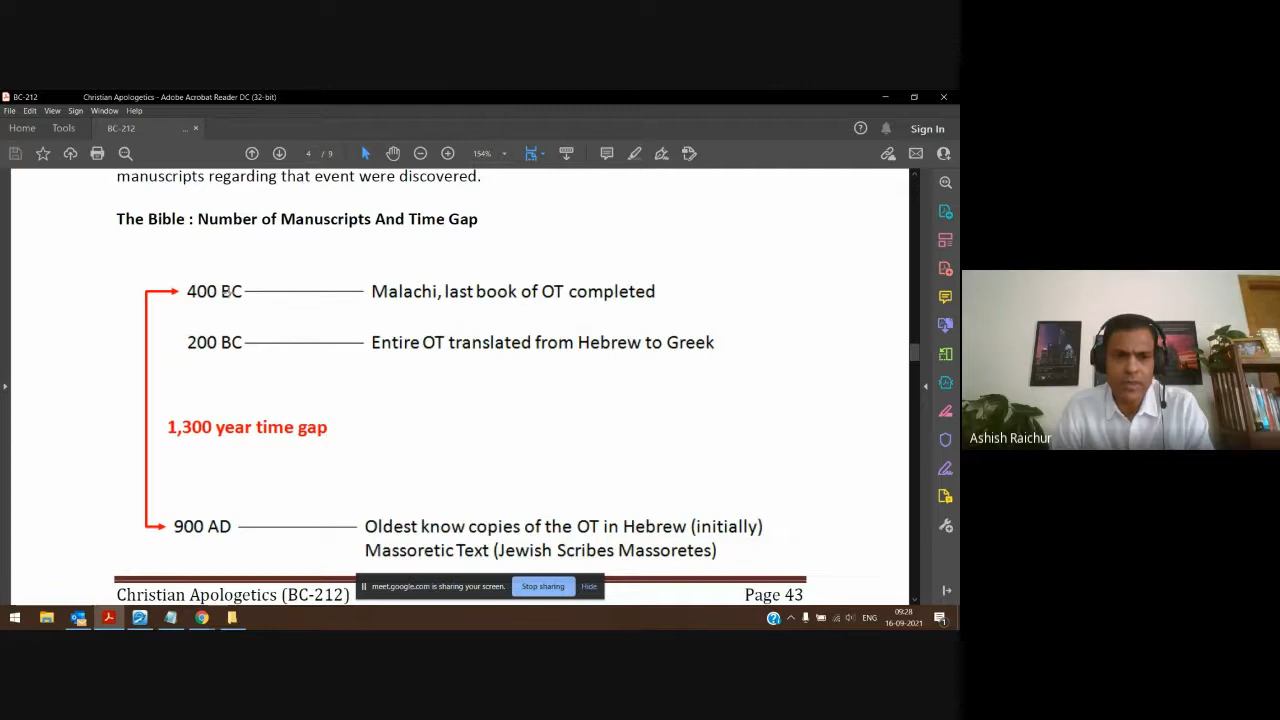 BC-212 Christian Apologetics - Adobe Acrobat Reader DC (32-bit)
File Edit View Sign Window Help
Home Tools BC-212 ... × Sign In
4 / 9 154%
manuscripts regarding that event were discovered.
The Bible : Number of Manuscripts And Time Gap
400 BC Malachi, last book of OT completed
200 BC Entire OT translated from Hebrew to Greek
1,300 year time gap
900 AD Oldest know copies of the OT in Hebrew (initially)
Massoretic Text (Jewish Scribes Massoretes)
meet.google.com is sharing your screen. Stop sharing Hide
Christian Apologetics (BC-212) Page 43
Ashish Raichur
ENG 09:28
16-09-2021